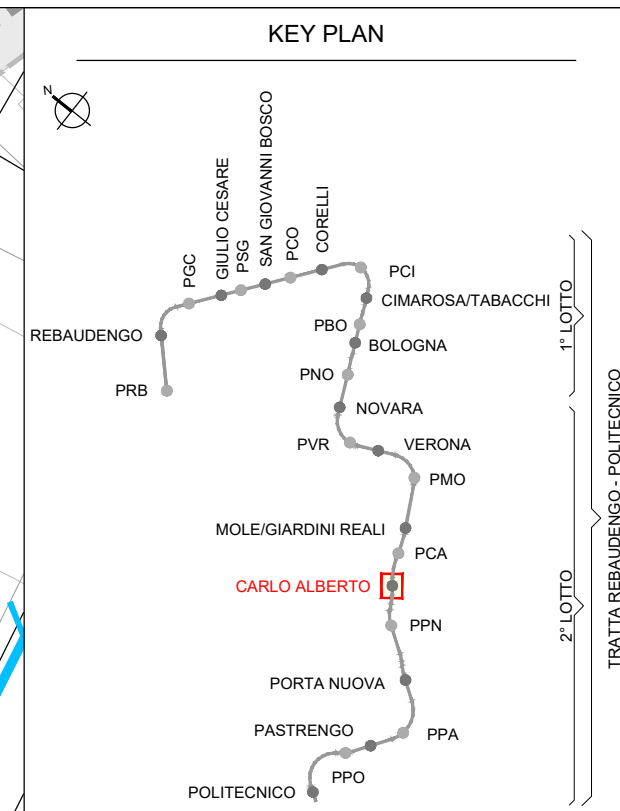 KEY PLAN
N
PGC
GIULIO CESARE
PSG
SAN GIOVANNI BOSCO
PCO
CORELLI
PCI
CIMAROSA/TABACCHI
REBAUDENGO
PBO
BOLOGNA
PRB
PNO
NOVARA
PVR
VERONA
PMO
MOLE/GIARDINI REALI
PCA
CARLO ALBERTO
PPN
PORTA NUOVA
PASTRENGO
PPA
PPO
POLITECNICO
1° LOTTO
2° LOTTO
TRATTA REBAUDENGO - POLITECNICO